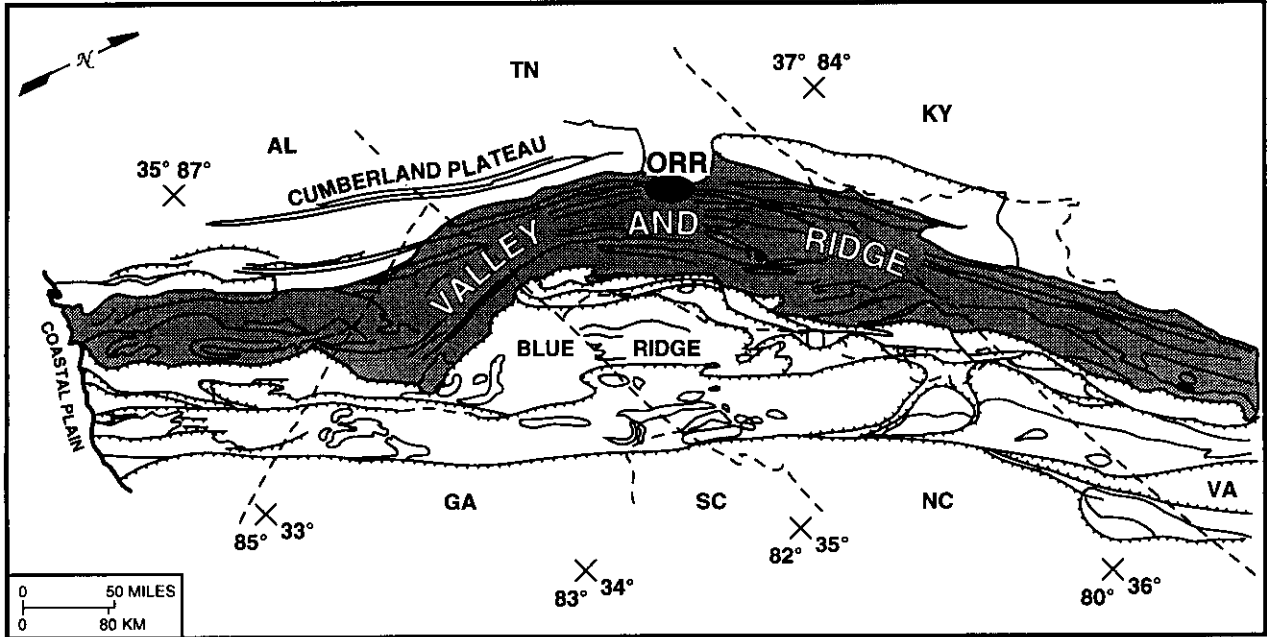 N
TN
37° 84°
KY
AL
35° 87°
CUMBERLAND PLATEAU
ORR
VALLEY AND RIDGE
BLUE RIDGE
COASTAL PLAIN
GA
SC
NC
VA
85° 33°
82° 35°
83° 34°
80° 36°
0 50 MILES
0 80 KM